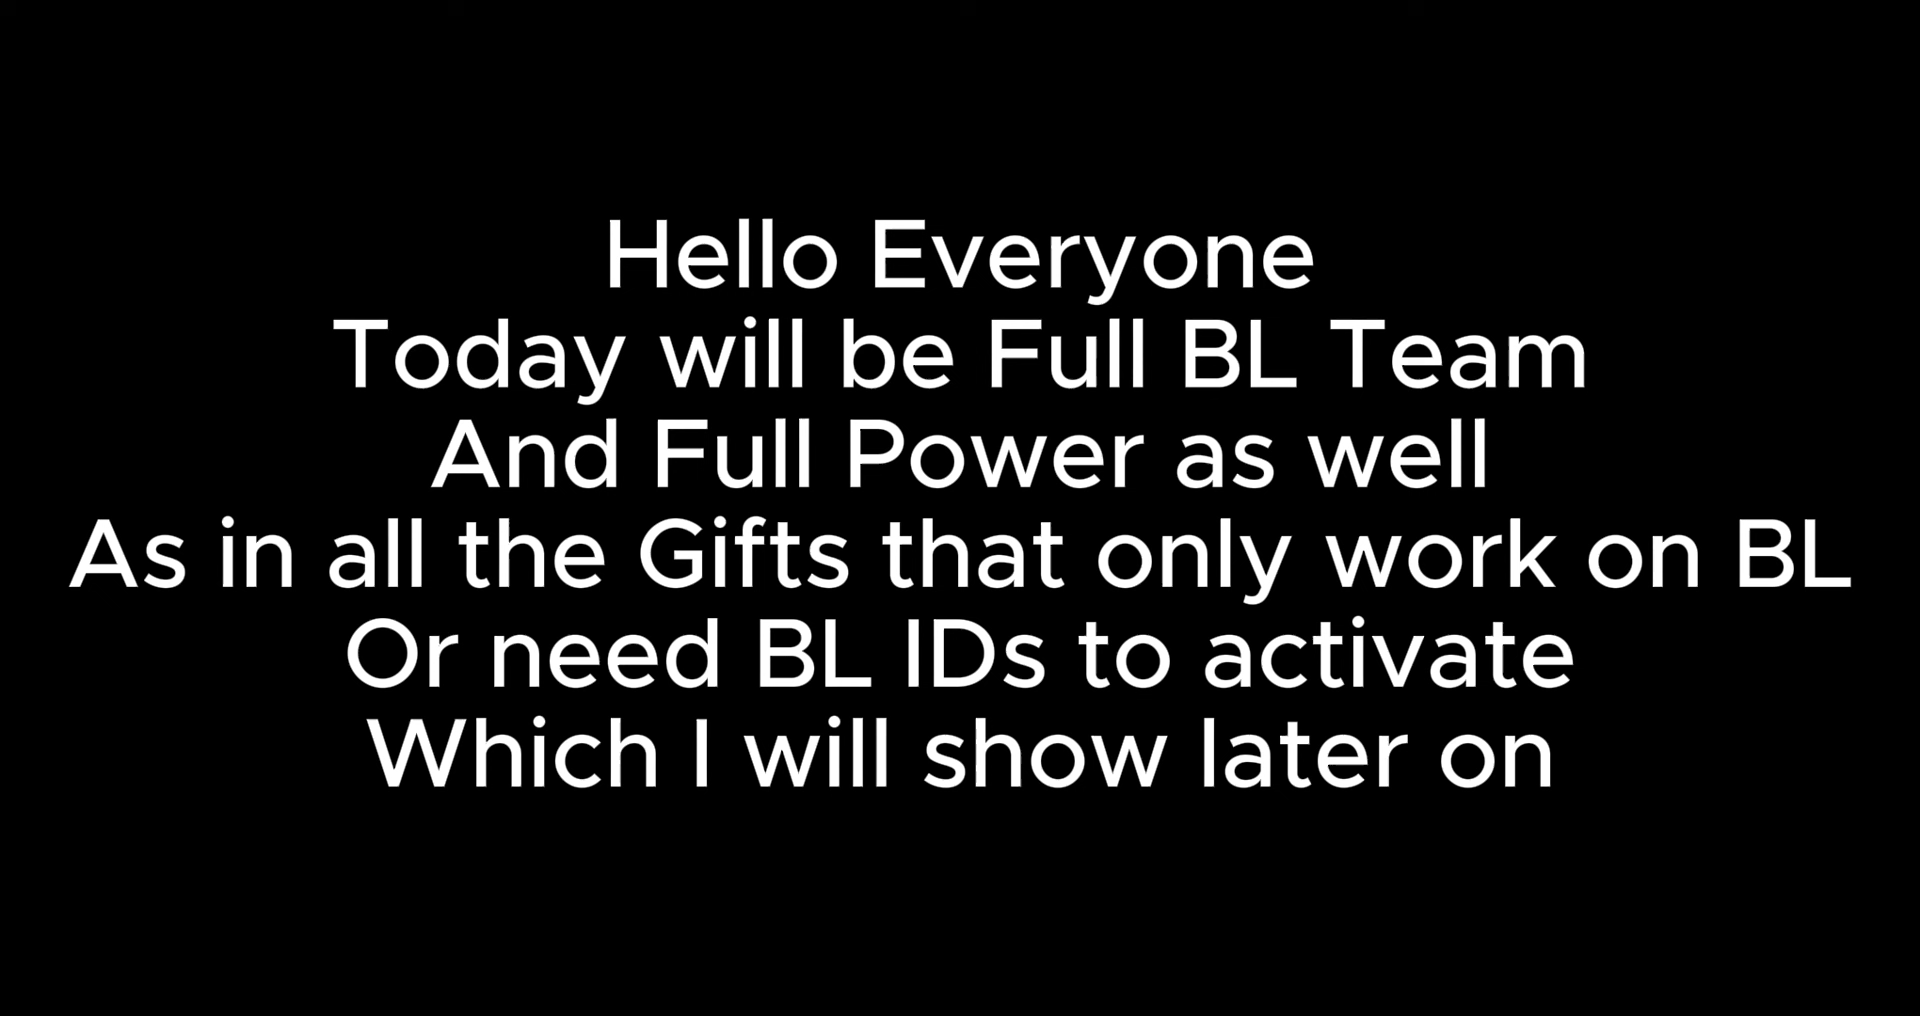 Hello Everyone
Today will be Full BL Team
And Full Power as well
As in all the Gifts that only work on BL
Or need BL IDs to activate
Which I will show later on